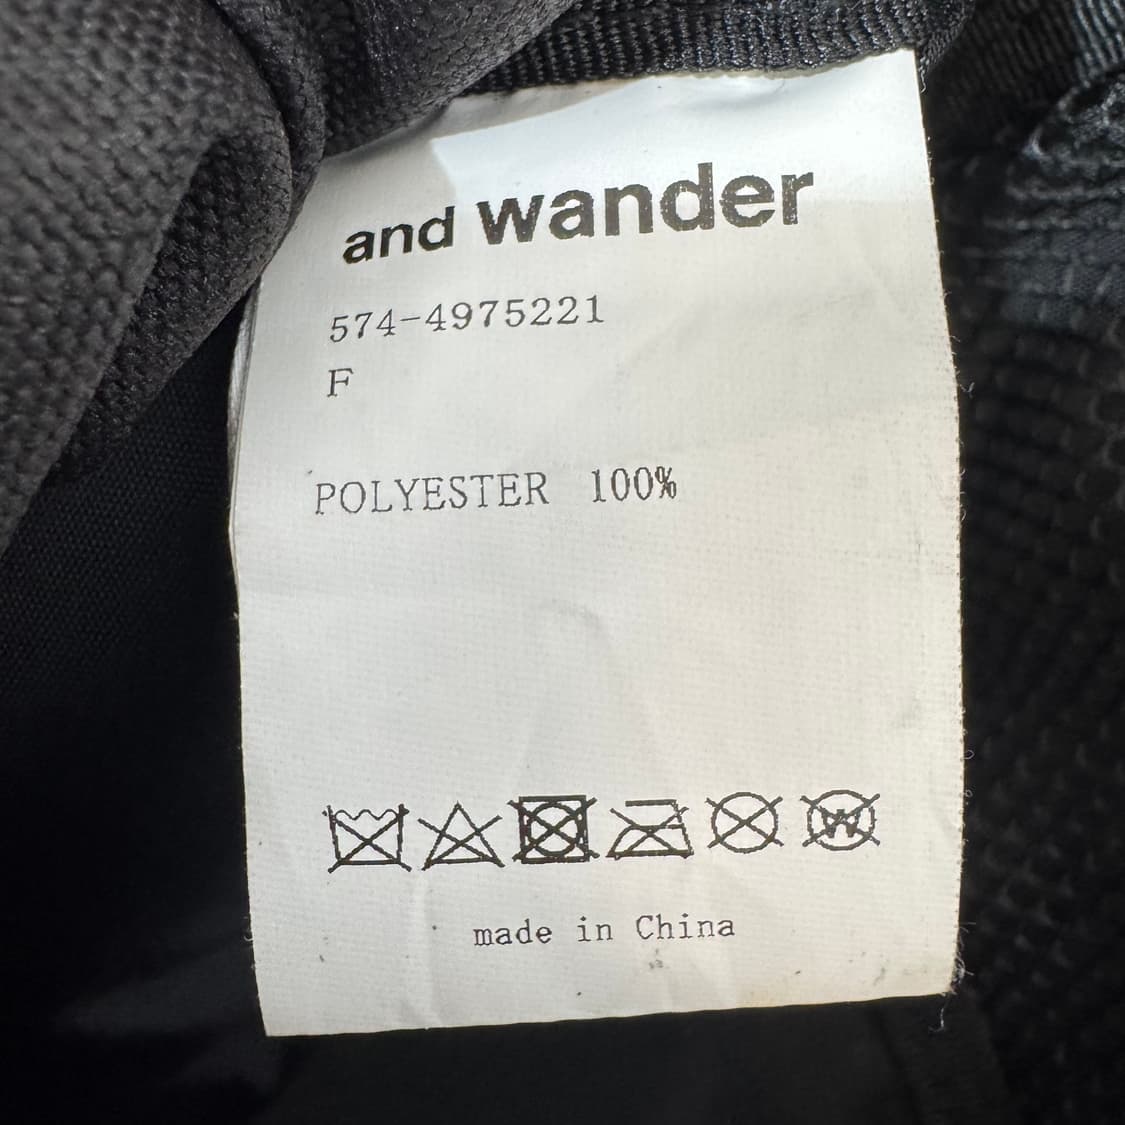 and wander
574-4975221
F
POLYESTER 100%
W
made in China